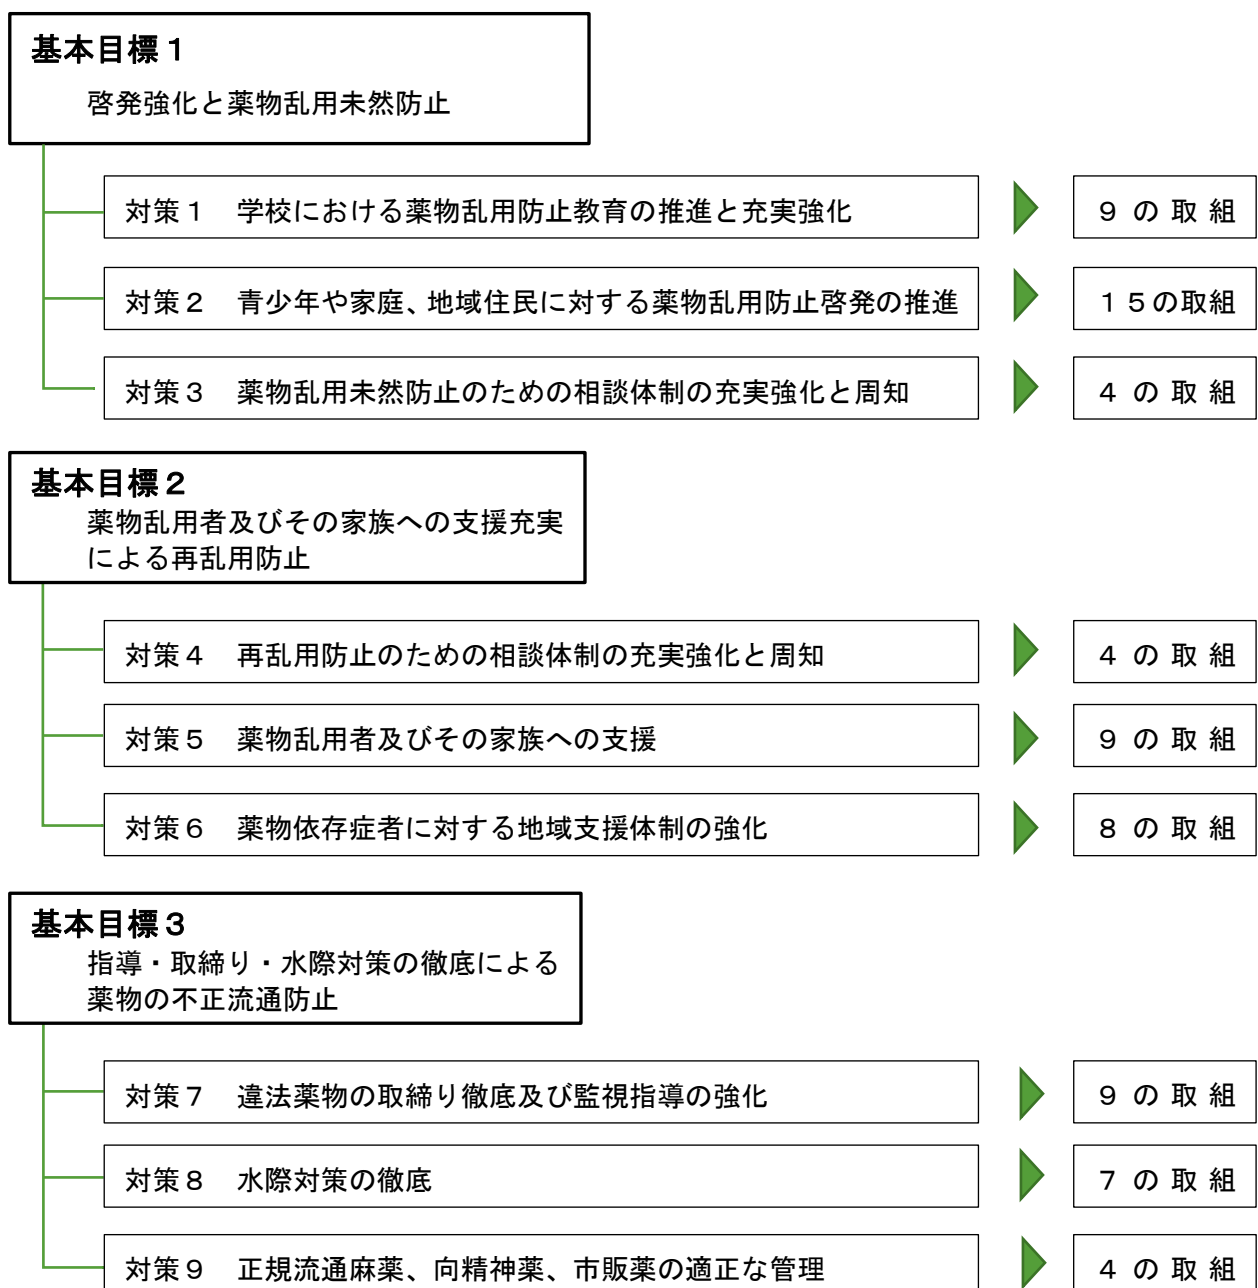 基本目標１
啓発強化と薬物乱用未然防止
対策１　学校における薬物乱用防止教育の推進と充実強化
９の取組
対策２　青少年や家庭、地域住民に対する薬物乱用防止啓発の推進
１５の取組
対策３　薬物乱用未然防止のための相談体制の充実強化と周知
４の取組
基本目標２
薬物乱用者及びその家族への支援充実
による再乱用防止
対策４　再乱用防止のための相談体制の充実強化と周知
４の取組
対策５　薬物乱用者及びその家族への支援
９の取組
対策６　薬物依存症者に対する地域支援体制の強化
８の取組
基本目標３
指導・取締り・水際対策の徹底による
薬物の不正流通防止
対策７　違法薬物の取締り徹底及び監視指導の強化
９の取組
対策８　水際対策の徹底
７の取組
対策９　正規流通麻薬、向精神薬、市販薬の適正な管理
４の取組